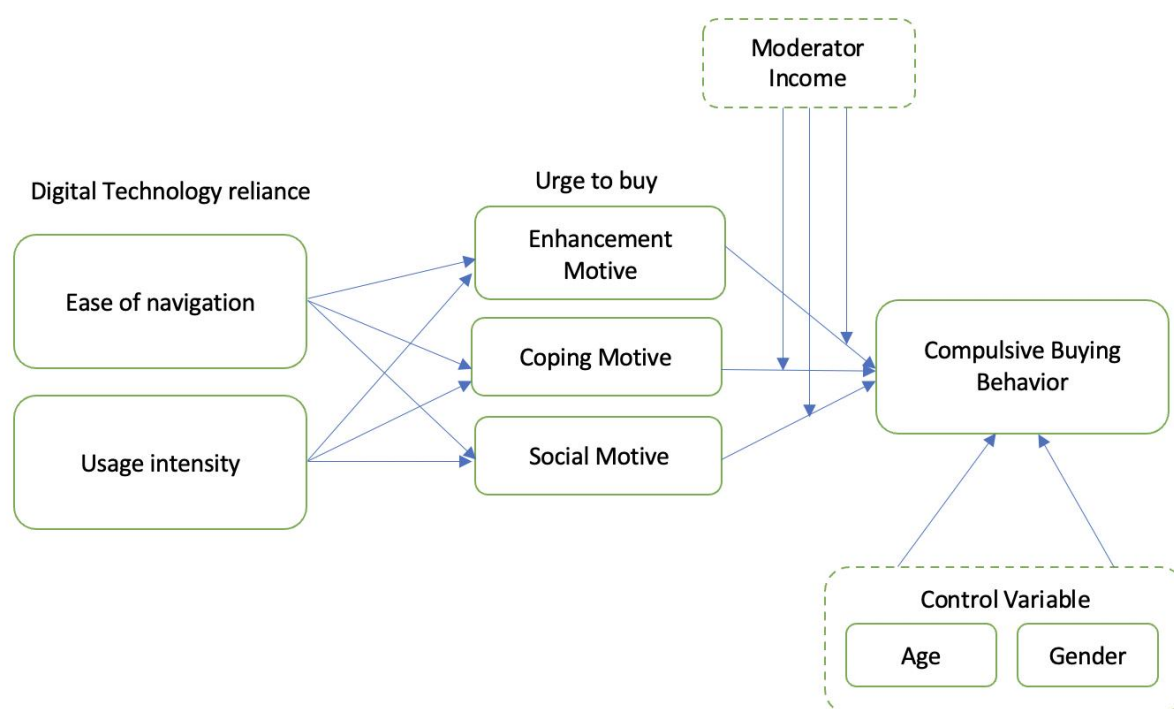 Moderator
Income
Digital Technology reliance
Urge to buy
Enhancement
Motive
Ease of navigation
Coping Motive
Compulsive Buying
Behavior
Usage intensity
Social Motive
Control Variable
Age
Gender